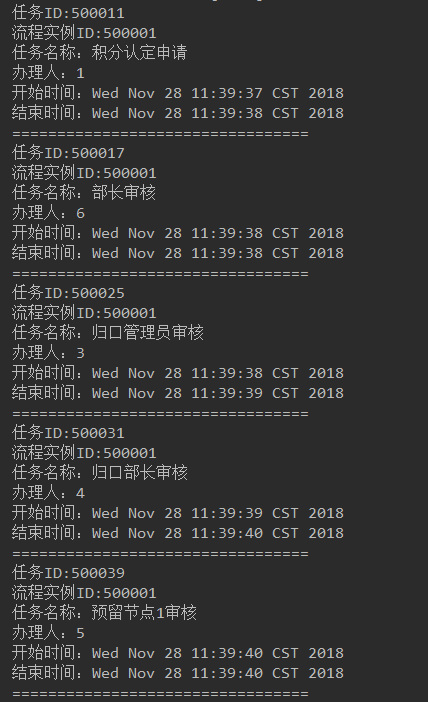 任务ID:500011
流程实例ID:500001
任务名称：积分认定申请
办理人：1
开始时间：Wed Nov 28 11:39:37 CST 2018
结束时间：Wed Nov 28 11:39:38 CST 2018
=================================
任务ID:500017
流程实例ID:500001
任务名称：部长审核
办理人：6
开始时间：Wed Nov 28 11:39:38 CST 2018
结束时间：Wed Nov 28 11:39:38 CST 2018
=================================
任务ID:500025
流程实例ID:500001
任务名称：归口管理员审核
办理人：3
开始时间：Wed Nov 28 11:39:38 CST 2018
结束时间：Wed Nov 28 11:39:39 CST 2018
=================================
任务ID:500031
流程实例ID:500001
任务名称：归口部长审核
办理人：4
开始时间：Wed Nov 28 11:39:39 CST 2018
结束时间：Wed Nov 28 11:39:40 CST 2018
=================================
任务ID:500039
流程实例ID:500001
任务名称：预留节点1审核
办理人：5
开始时间：Wed Nov 28 11:39:40 CST 2018
结束时间：Wed Nov 28 11:39:40 CST 2018
=================================